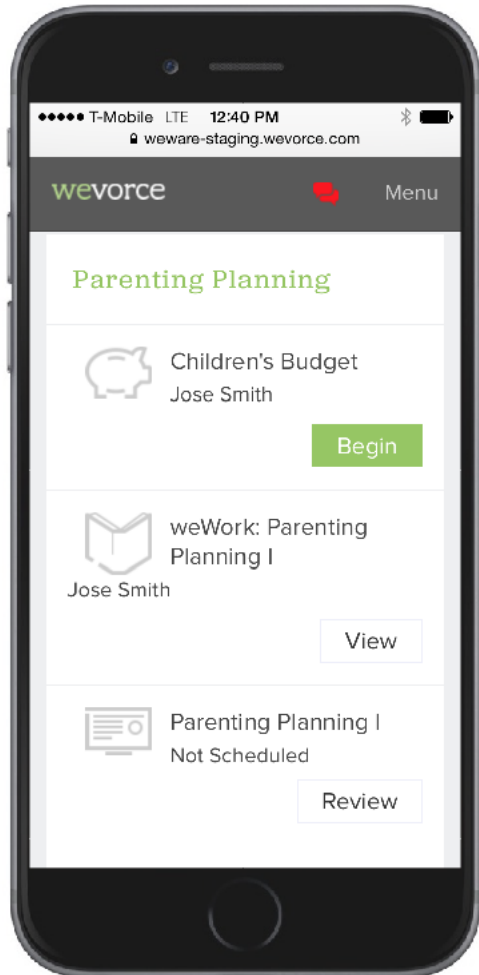 T-Mobile LTE 12:40 PM
weware-staging.wevorce.com
wevorce Menu
Parenting Planning
Children's Budget
Jose Smith
Begin
weWork: Parenting
Planning I
Jose Smith
View
Parenting Planning I
Not Scheduled
Review